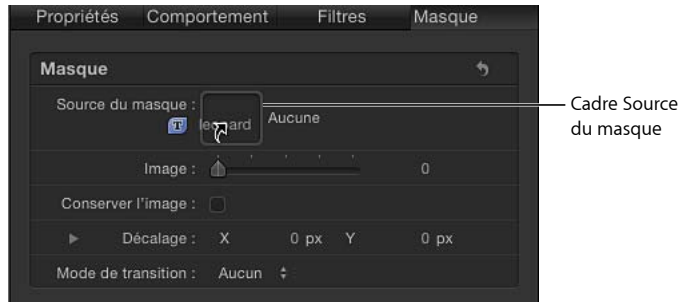 Propriétés Comportement Filtres Masque
Masque
Source du masque : Aucune
T leopard
Cadre Source
du masque
Image : 0
Conserver l'image :
Décalage : X 0 px Y 0 px
Mode de transition : Aucun